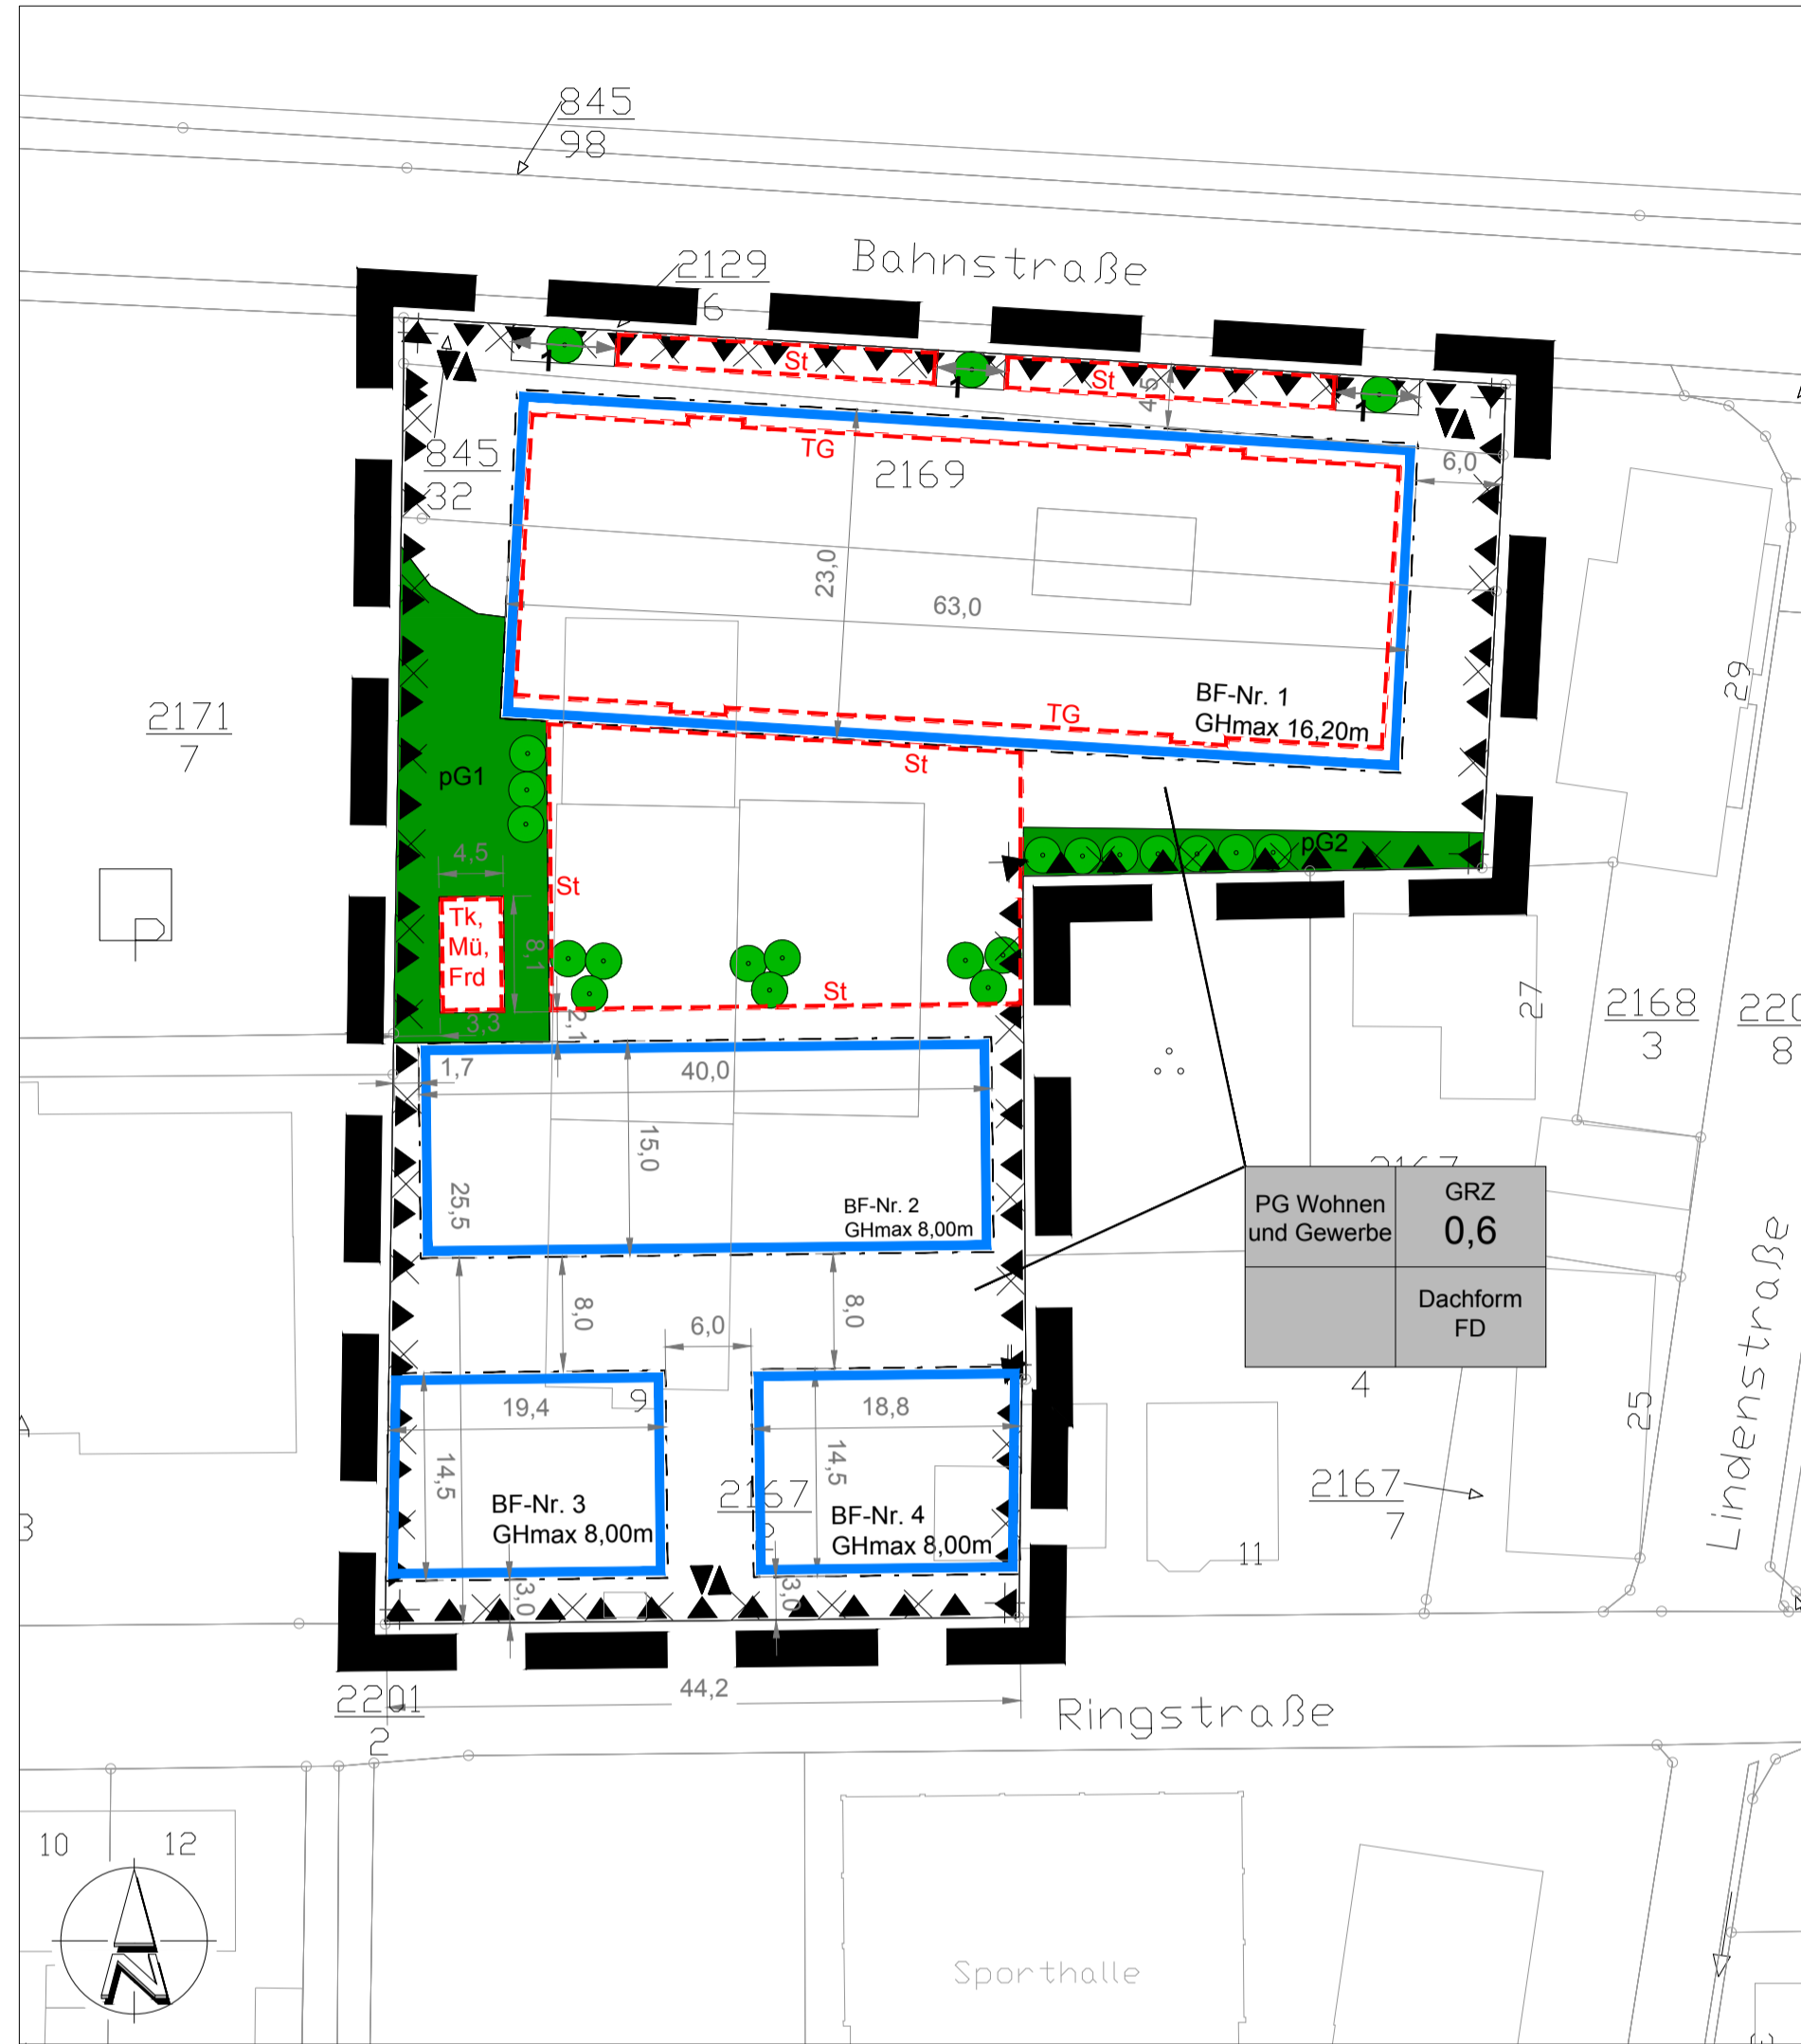 845
98
Bahnstraße
2129
6
1
St
1
St
1
4,5
845
32
TG
2169
6,0
23,0
63,0
29
BF-Nr. 1
GHmax 16,20m
TG
2171
7
St
pG1
pG2
4,5
St
Tk,
Mü,
Frd
8,1
St
3,3
2,1
27
2168
3
220
8
1,7
40,0
15,0
25,5
BF-Nr. 2
GHmax 8,00m
PG Wohnen
und Gewerbe
GRZ
0,6
Dachform
FD
8,0
6,0
8,0
4
19,4
9
18,8
25
Lindenstraße
14,5
14,5
BF-Nr. 3
GHmax 8,00m
2167
BF-Nr. 4
GHmax 8,00m
2167
7
11
3
3,0
3,0
44,2
2201
2
Ringstraße
10
12
N
Sporthalle